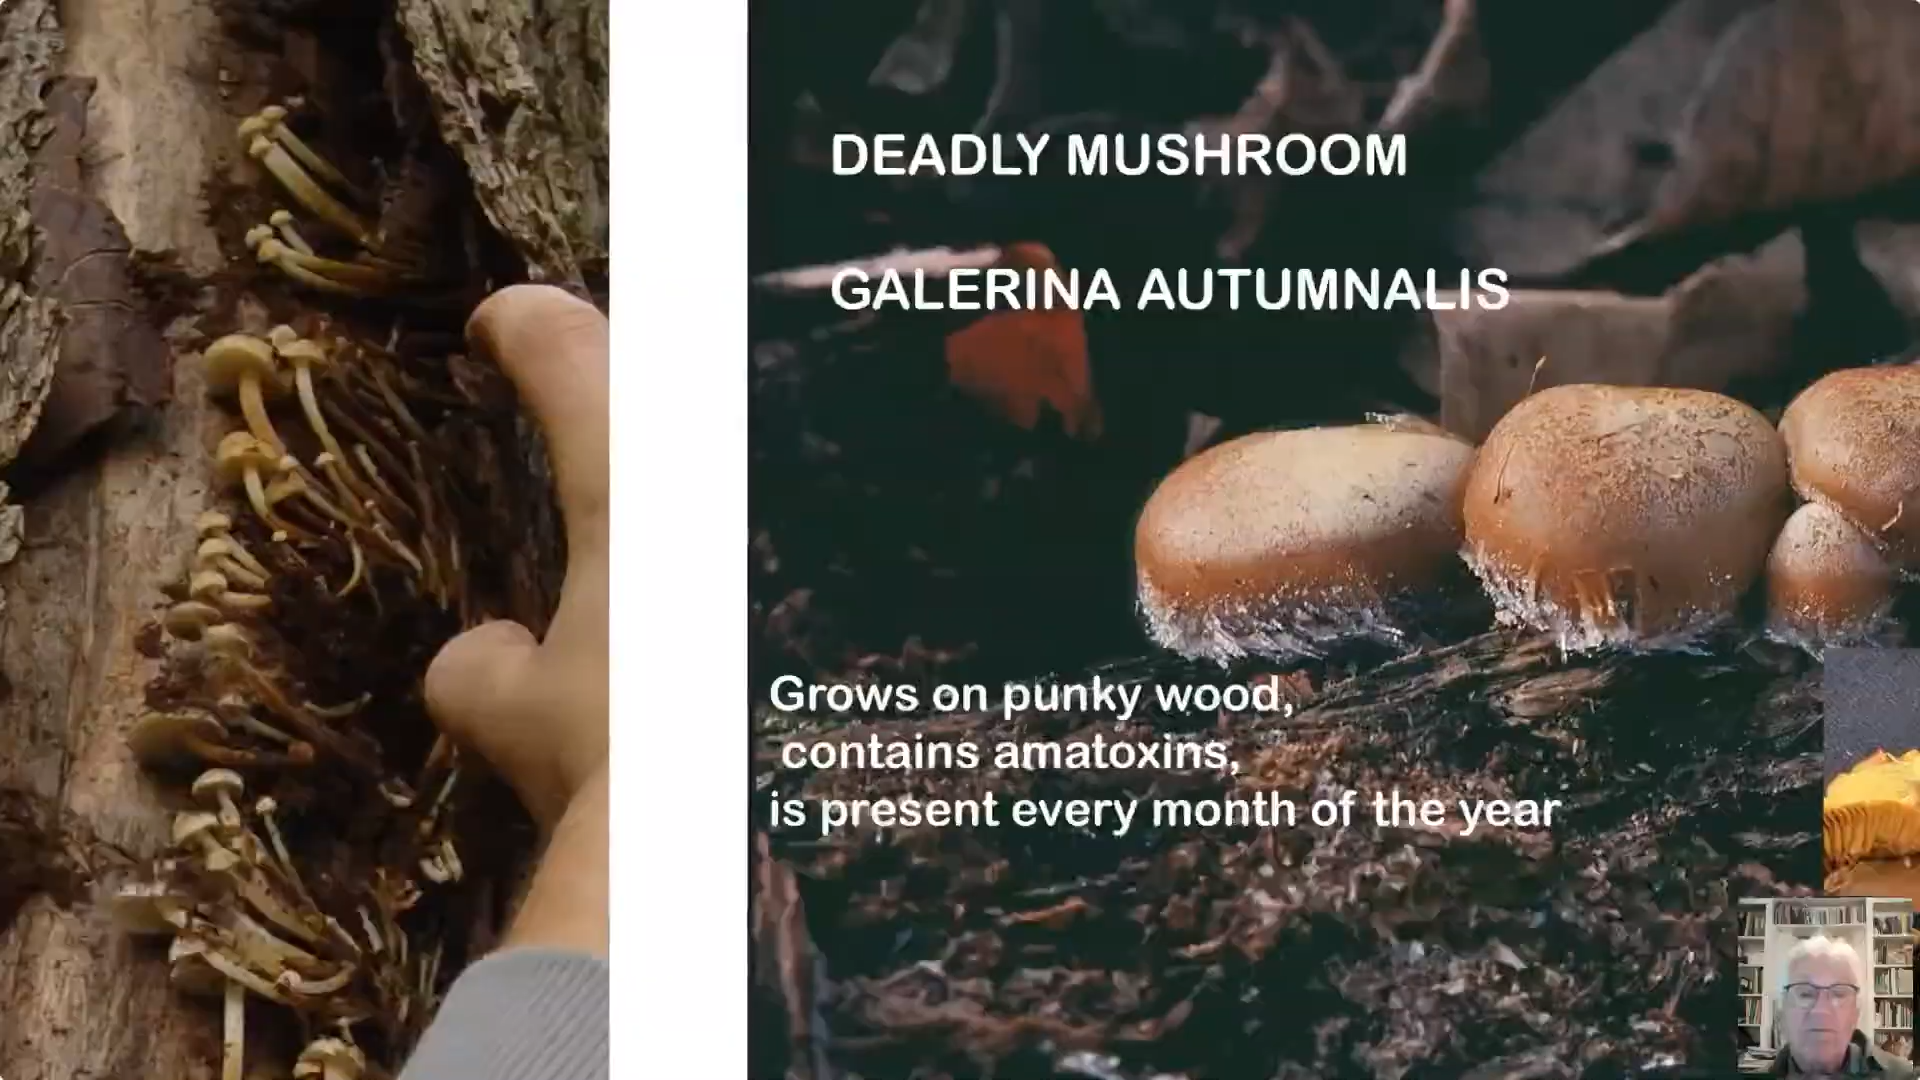 DEADLY MUSHROOM
GALERINA AUTUMNALIS
Grows on punky wood,
contains amatoxins,
is present every month of the year